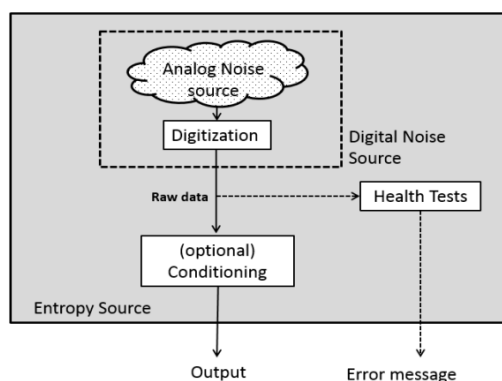 Analog Noise
source
Digitization
Digital Noise
Source
Raw data
Health Tests
(optional)
Conditioning
Entropy Source
Output
Error message